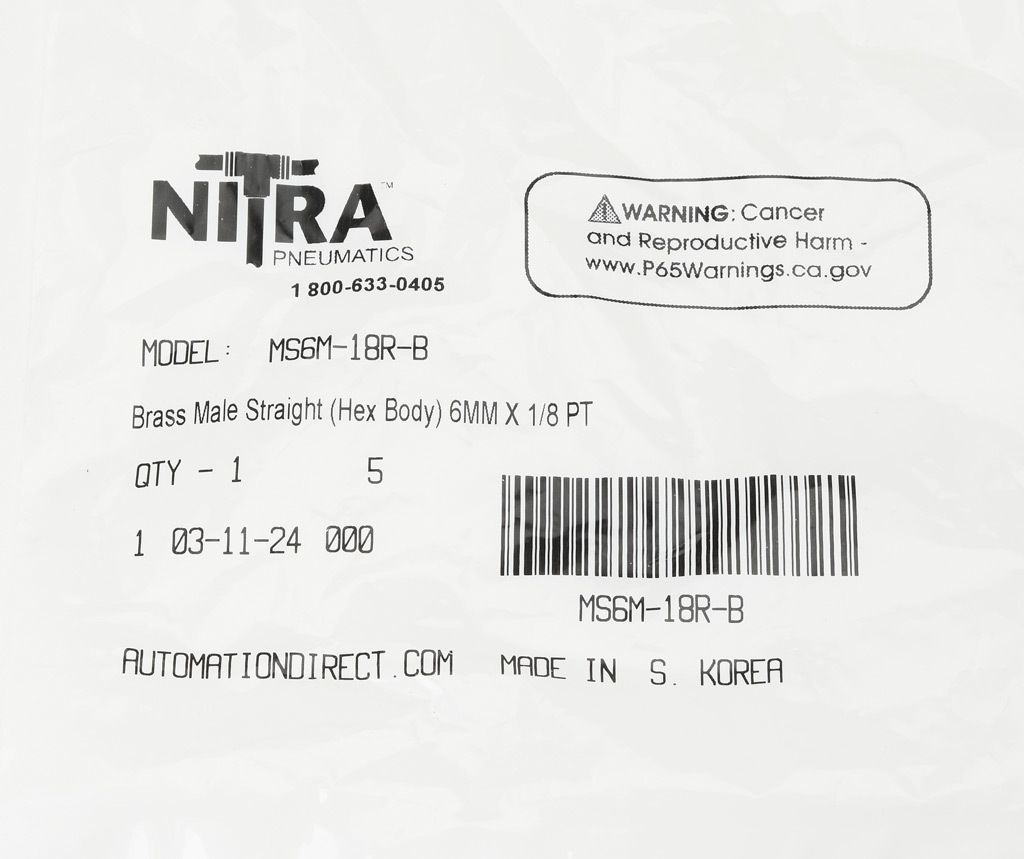 NITRA™
PNEUMATICS
1 800-633-0405
⚠WARNING: Cancer
and Reproductive Harm -
www.P65Warnings.ca.gov
MODEL: MS6M-18R-B
Brass Male Straight (Hex Body) 6MM X 1/8 PT
QTY - 1 5
1 03-11-24 000
MS6M-18R-B
AUTOMATIONDIRECT.COM MADE IN S. KOREA